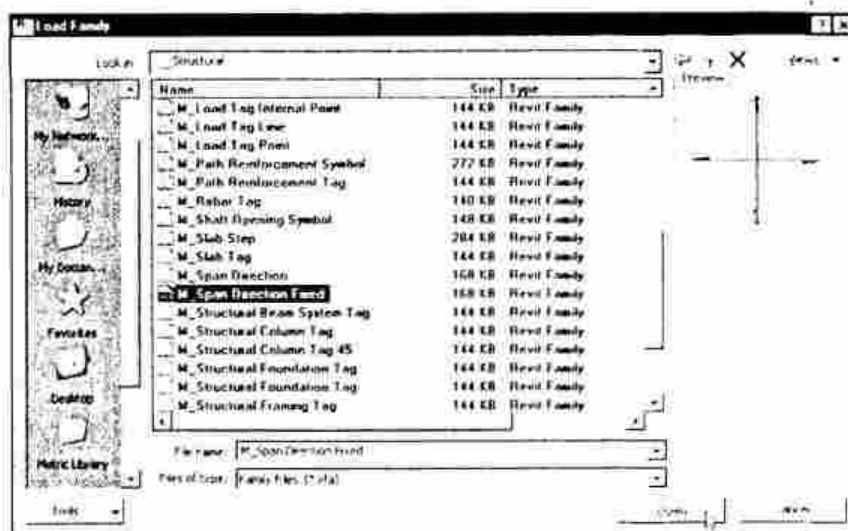 Load Family
Look in: Structural
Views
Preview
Name Size Type
M_Load Tag Internal Point 144 KB Revit Family
M_Load Tag Line 144 KB Revit Family
M_Load Tag Point 144 KB Revit Family
M_Path Reinforcement Symbol 272 KB Revit Family
M_Path Reinforcement Tag 144 KB Revit Family
M_Rebar Tag 140 KB Revit Family
M_Shaft Opening Symbol 148 KB Revit Family
M_Slab Step 284 KB Revit Family
M_Slab Tag 144 KB Revit Family
M_Span Direction 168 KB Revit Family
M_Span Direction Fixed 168 KB Revit Family
M_Structural Beam System Tag 144 KB Revit Family
M_Structural Column Tag 144 KB Revit Family
M_Structural Column Tag 45 144 KB Revit Family
M_Structural Foundation Tag 144 KB Revit Family
M_Structural Foundation Tag 144 KB Revit Family
M_Structural Framing Tag 144 KB Revit Family
My Network...
History
My Docum...
Favorites
Desktop
Metric Library
File name: M_Span Direction Fixed
Files of type: Family Files (*.rfa)
Tools